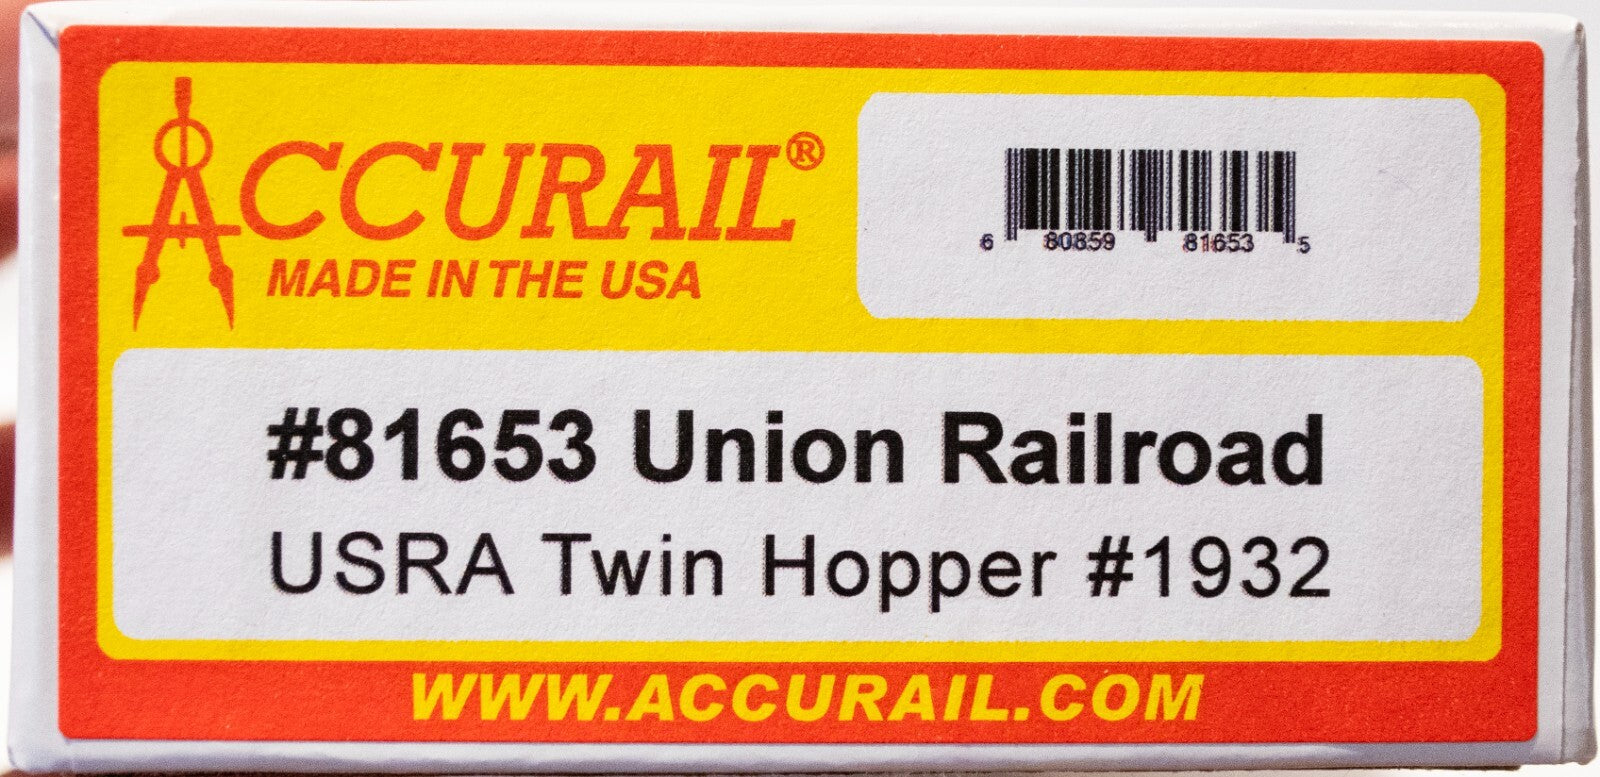 ACCURAIL®
MADE IN THE USA
6 80859 81653 5
#81653 Union Railroad
USRA Twin Hopper #1932
WWW.ACCURAIL.COM